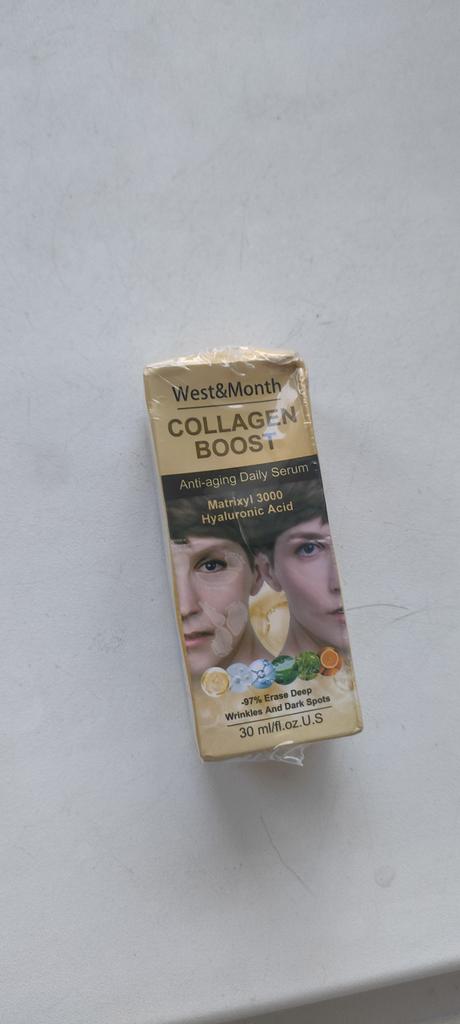 West&Month
COLLAGEN
BOOST
Anti-aging Daily Serum
Matrixyl 3000
Hyaluronic Acid
-97% Erase Deep
Wrinkles And Dark Spots
30 ml/fl.oz.U.S